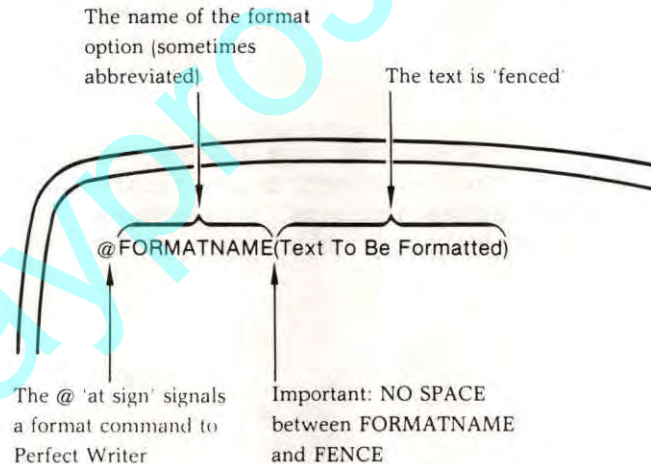 The name of the format
option (sometimes
abbreviated)
The text is 'fenced'
@FORMATNAME(Text To Be Formatted)
The @ 'at sign' signals
a format command to
Perfect Writer
Important: NO SPACE
between FORMATNAME
and FENCE